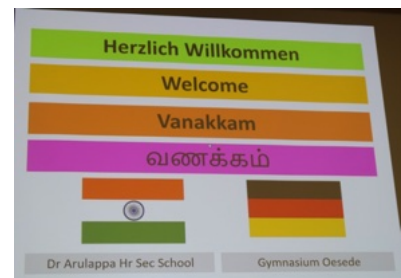 Herzlich Willkommen
Welcome
Vanakkam
வணக்கம்
Dr Arulappa Hr Sec School
Gymnasium Oesede